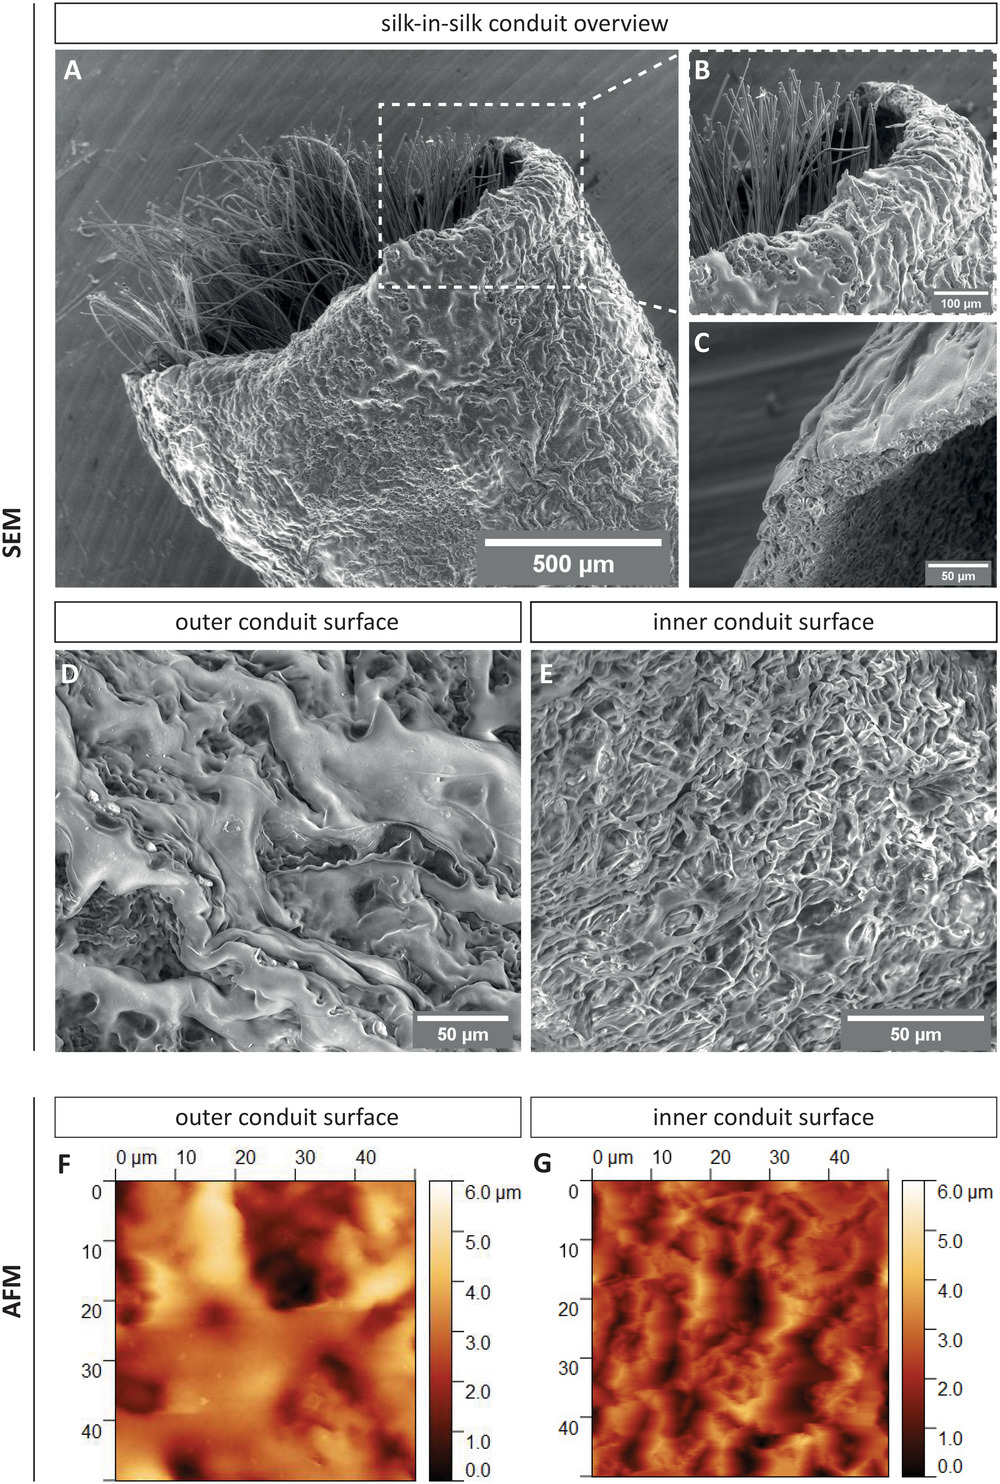 silk-in-silk conduit overview
SEM
A
B
100 µm
C
500 µm
50 µm
outer conduit surface
inner conduit surface
D
E
50 µm
50 µm
AFM
outer conduit surface
inner conduit surface
F
0 µm 10 20 30 40
0
10
20
30
40
6.0 µm
5.0
4.0
3.0
2.0
1.0
0.0
G
0 µm 10 20 30 40
0
10
20
30
40
6.0 µm
5.0
4.0
3.0
2.0
1.0
0.0